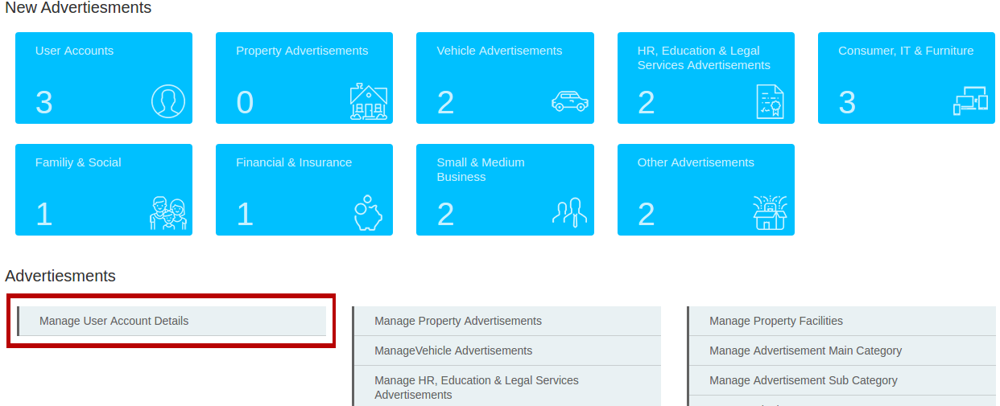 New Advertiesments
User Accounts
3
Property Advertisements
0
Vehicle Advertisements
2
HR, Education & Legal
Services Advertisements
2
Consumer, IT & Furniture
3
Familiy & Social
1
Financial & Insurance
1
Small & Medium
Business
2
Other Advertisements
2
Advertiesments
Manage User Account Details
Manage Property Advertisements
ManageVehicle Advertisements
Manage HR, Education & Legal Services
Advertisements
Manage Property Facilities
Manage Advertisement Main Category
Manage Advertisement Sub Category